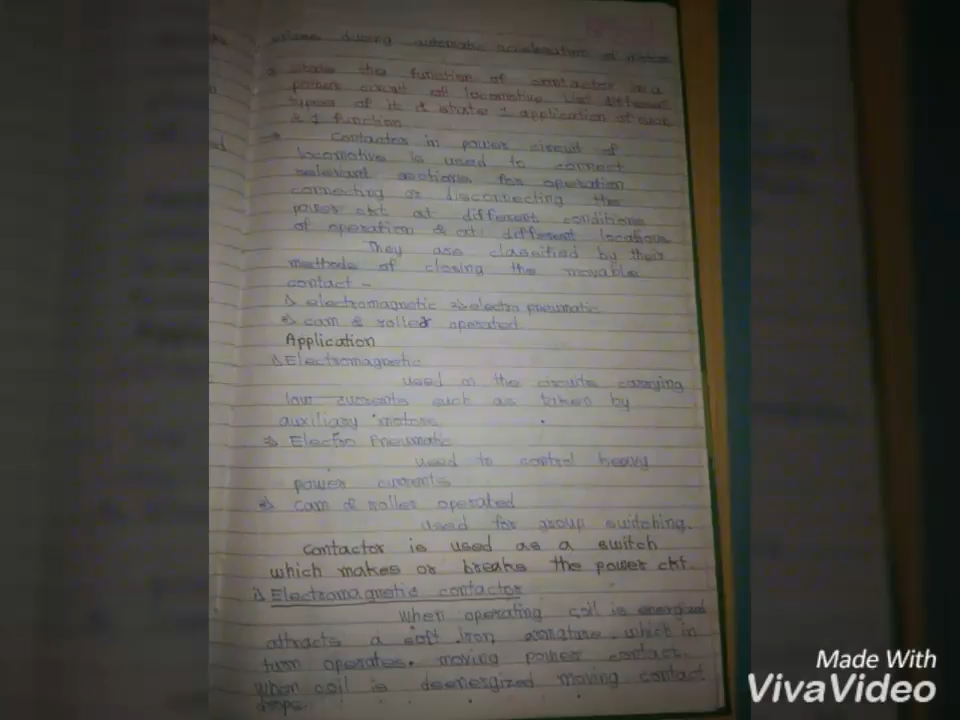 during automatic acceleration of motor
state the function of contactor in a
power circuit of locomotive. List different
types of it & state 1 application of each
& 1 function
→ Contactor in power circuit of
locomotive is used to connect
relevant sections for operation
connecting or disconnecting the
power ckt at different conditions
of operation & at different locations
They are classified by their
methods of closing the movable
contact -
1) electromagnetic 2) electro pneumatic
3) cam & roller operated
Application
1) Electromagnetic
used in the circuits carrying
low currents such as taken by
auxiliary motors
2) Electro Pneumatic
used to control heavy
power currents
3) cam & roller operated
used for group switching.
contactor is used as a switch
which makes or breaks the power ckt.
1) Electromagnetic contactor
When operating coil is energized
attracts a soft iron armature. which in
turn operates. moving power contact.
when coil is deenergized moving contact
drops.
Made With
VivaVideo